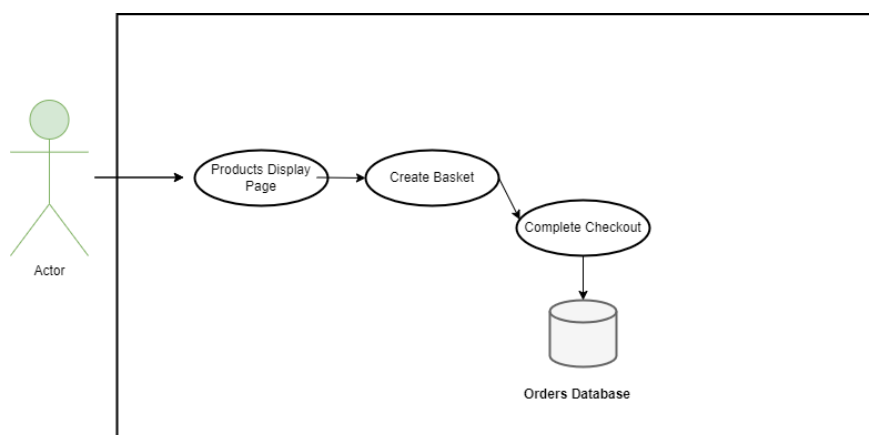 Products Display
Page
Create Basket
Complete Checkout
Actor
Orders Database